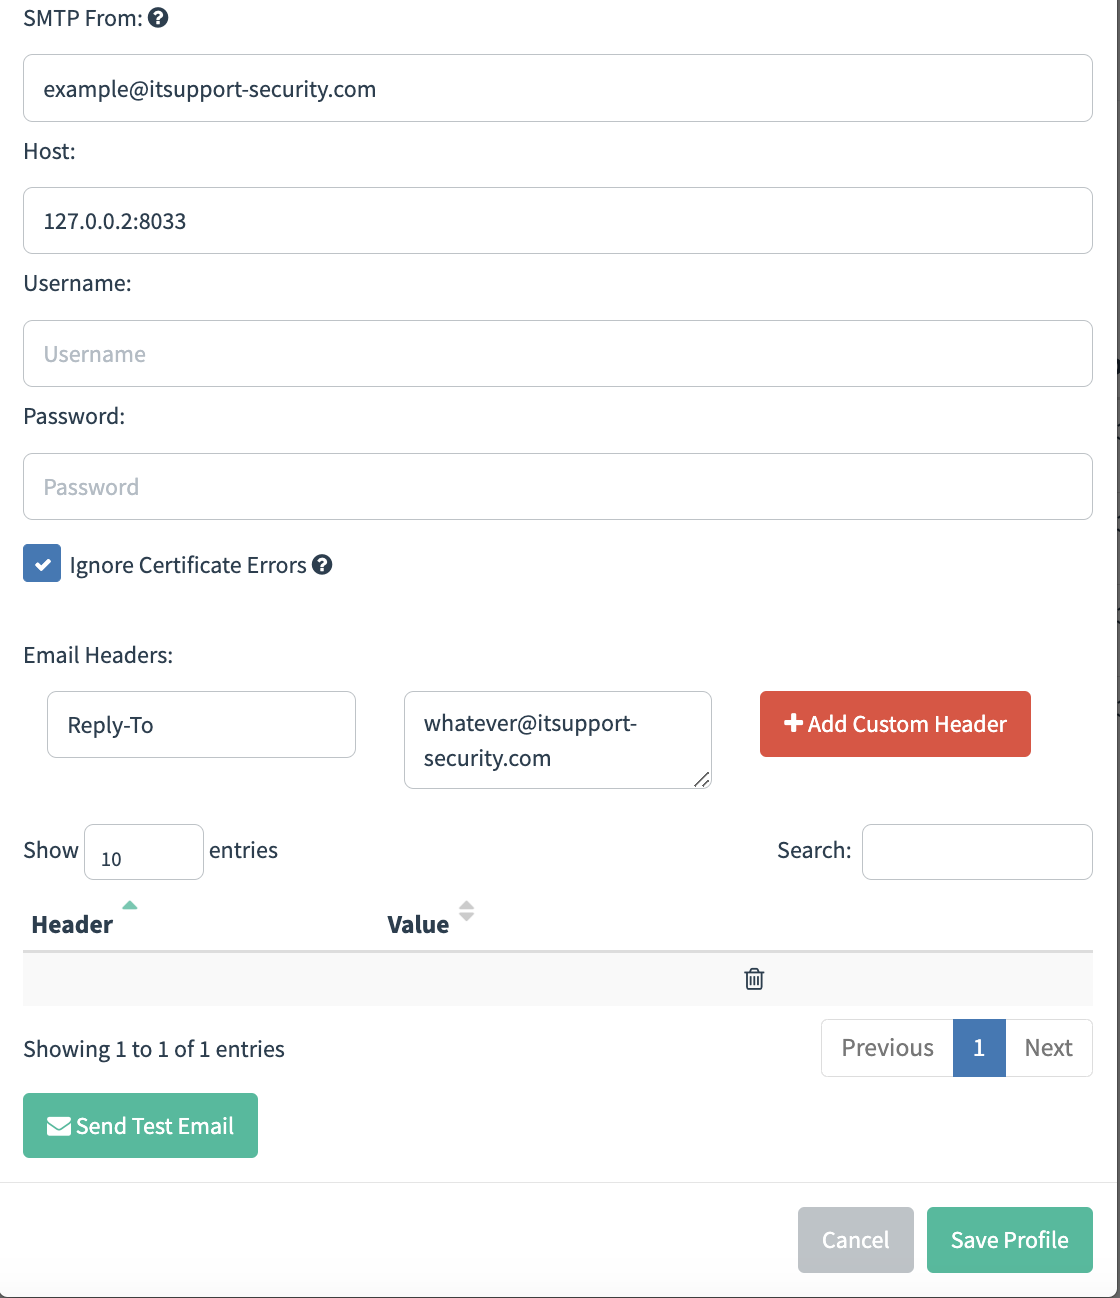 SMTP From:
example@itsupport-security.com
Host:
127.0.0.2:8033
Username:
Username
Password:
Password
Ignore Certificate Errors
Email Headers:
Reply-To
whatever@itsupport-
security.com
Add Custom Header
Show 10 entries
Search:
Header Value
Showing 1 to 1 of 1 entries
Previous 1 Next
Send Test Email
Cancel Save Profile